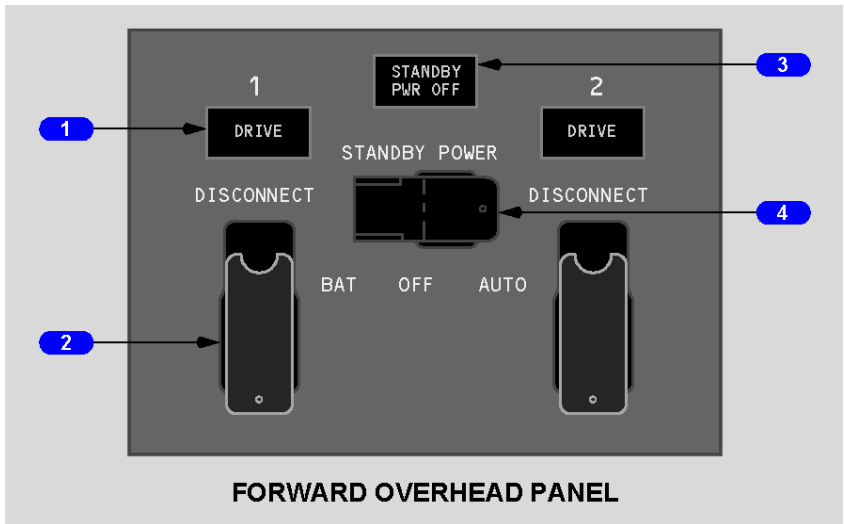 3
STANDBY
PWR OFF
1
2
1
DRIVE
DRIVE
STANDBY POWER
DISCONNECT
DISCONNECT
4
BAT OFF AUTO
2
FORWARD OVERHEAD PANEL